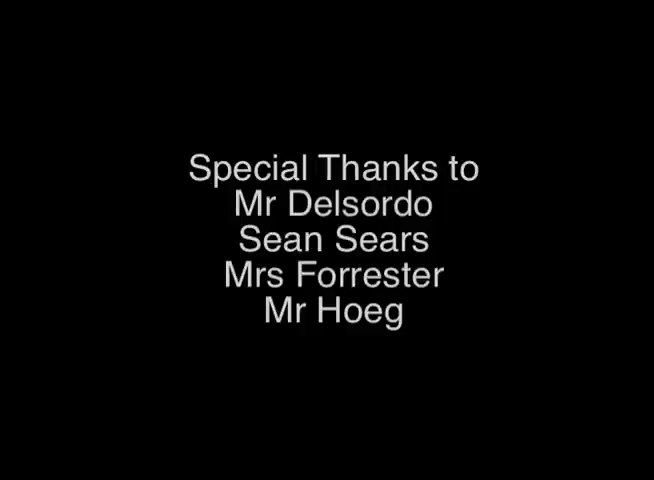 Special Thanks to
Mr Delsordo
Sean Sears
Mrs Forrester
Mr Hoeg